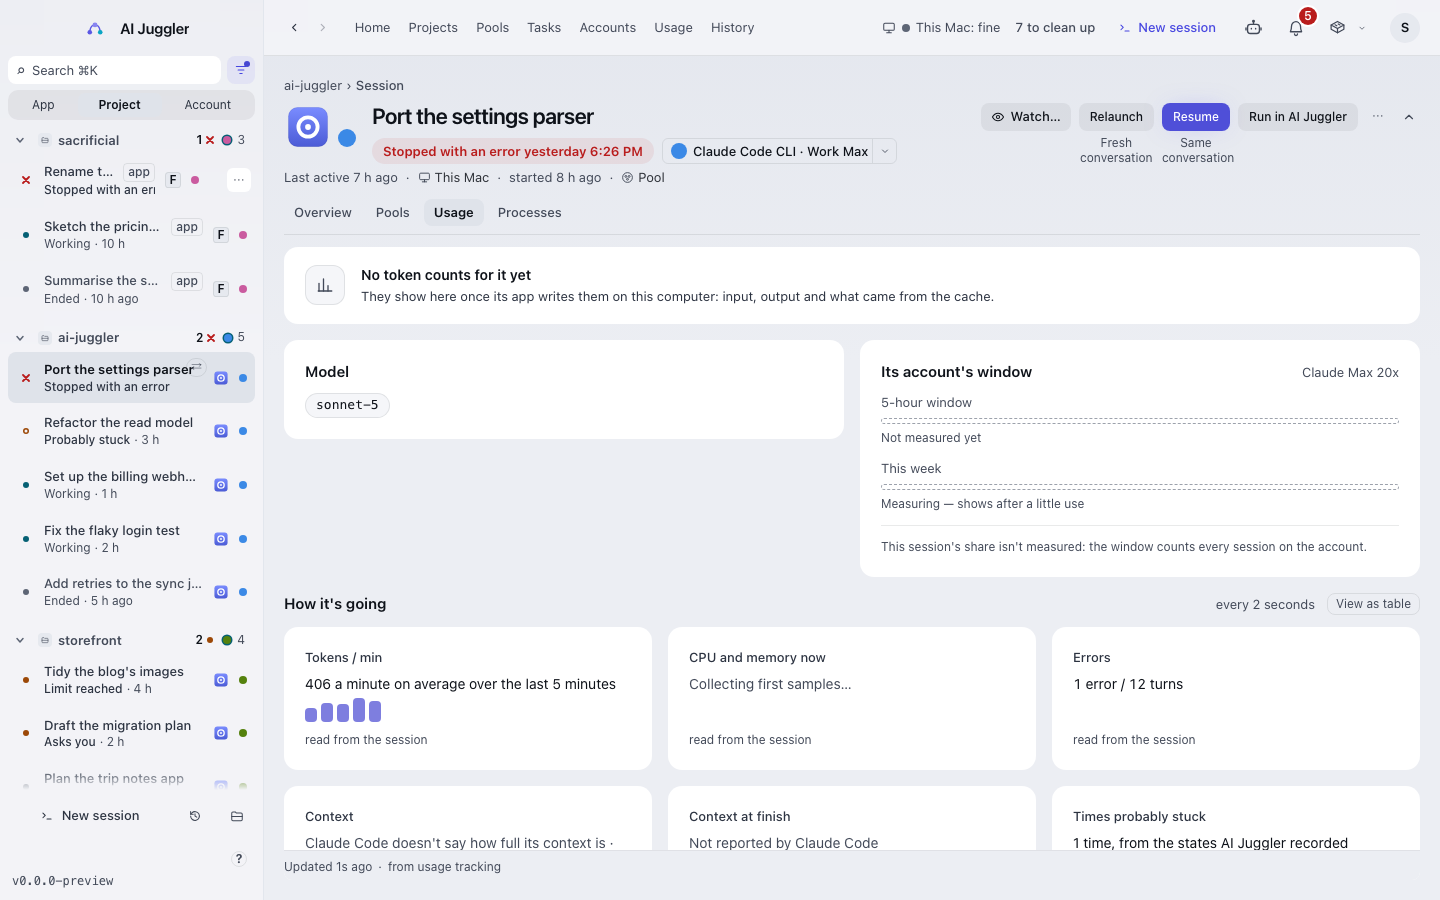 AI Juggler
Search ⌘K
App Project Account
sacrificial 1 3
Rename t... app F
Stopped with an er
Sketch the pricin... app F
Working · 10 h
Summarise the s... app F
Ended · 10 h ago
ai-juggler 2 5
Port the settings parser
Stopped with an error
Refactor the read model
Probably stuck · 3 h
Set up the billing webh...
Working · 1 h
Fix the flaky login test
Working · 2 h
Add retries to the sync j...
Ended · 5 h ago
storefront 2 4
Tidy the blog's images
Limit reached · 4 h
Draft the migration plan
Asks you · 2 h
Plan the trip notes app
New session
?
v0.0.0-preview
Home Projects Pools Tasks Accounts Usage History
This Mac: fine 7 to clean up New session 5 S
ai-juggler › Session
Port the settings parser
Stopped with an error yesterday 6:26 PM Claude Code CLI · Work Max
Watch... Relaunch Resume Run in AI Juggler ...
Fresh conversation
Same conversation
Last active 7 h ago · This Mac · started 8 h ago · Pool
Overview Pools Usage Processes
No token counts for it yet
They show here once its app writes them on this computer: input, output and what came from the cache.
Model
sonnet-5
Its account's window Claude Max 20x
5-hour window
Not measured yet
This week
Measuring — shows after a little use
This session's share isn't measured: the window counts every session on the account.
How it's going every 2 seconds View as table
Tokens / min
406 a minute on average over the last 5 minutes
read from the session
CPU and memory now
Collecting first samples...
read from the session
Errors
1 error / 12 turns
read from the session
Context
Claude Code doesn't say how full its context is ·
Context at finish
Not reported by Claude Code
Times probably stuck
1 time, from the states AI Juggler recorded
Updated 1s ago · from usage tracking